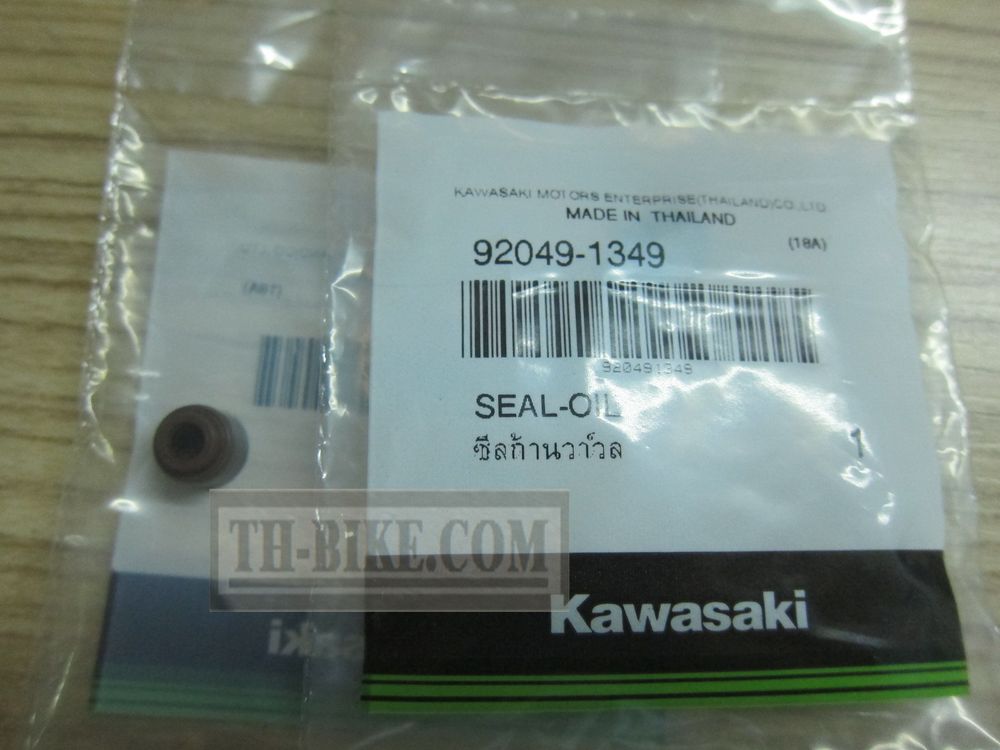 KAWASAKI MOTORS ENTERPRISE(THAILAND)CO.,LTD.
MADE IN THAILAND
(18A)
92049-1349
920491349
SEAL-OIL
ซีลก้านวาว์ล
1
Kawasaki
TH-BIKE.COM